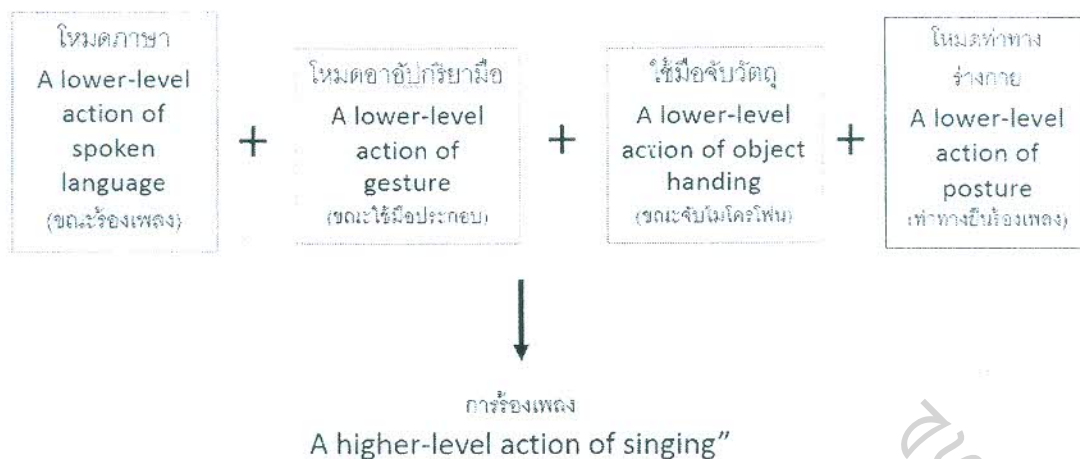 โหมดภาษา
A lower-level
action of
spoken
language
(ขณะร้องเพลง)
+
โหมดอาอัปกริยามือ
A lower-level
action of
gesture
(ขณะใช้มือประกอบ)
+
ใช้มือจับวัตถุ
A lower-level
action of object
handing
(ขณะจับไมโครโฟน)
+
โหมดท่าทาง
ร่างกาย
A lower-level
action of
posture
(ท่าทางยืนร้องเพลง)
การร้องเพลง
A higher-level action of singing”